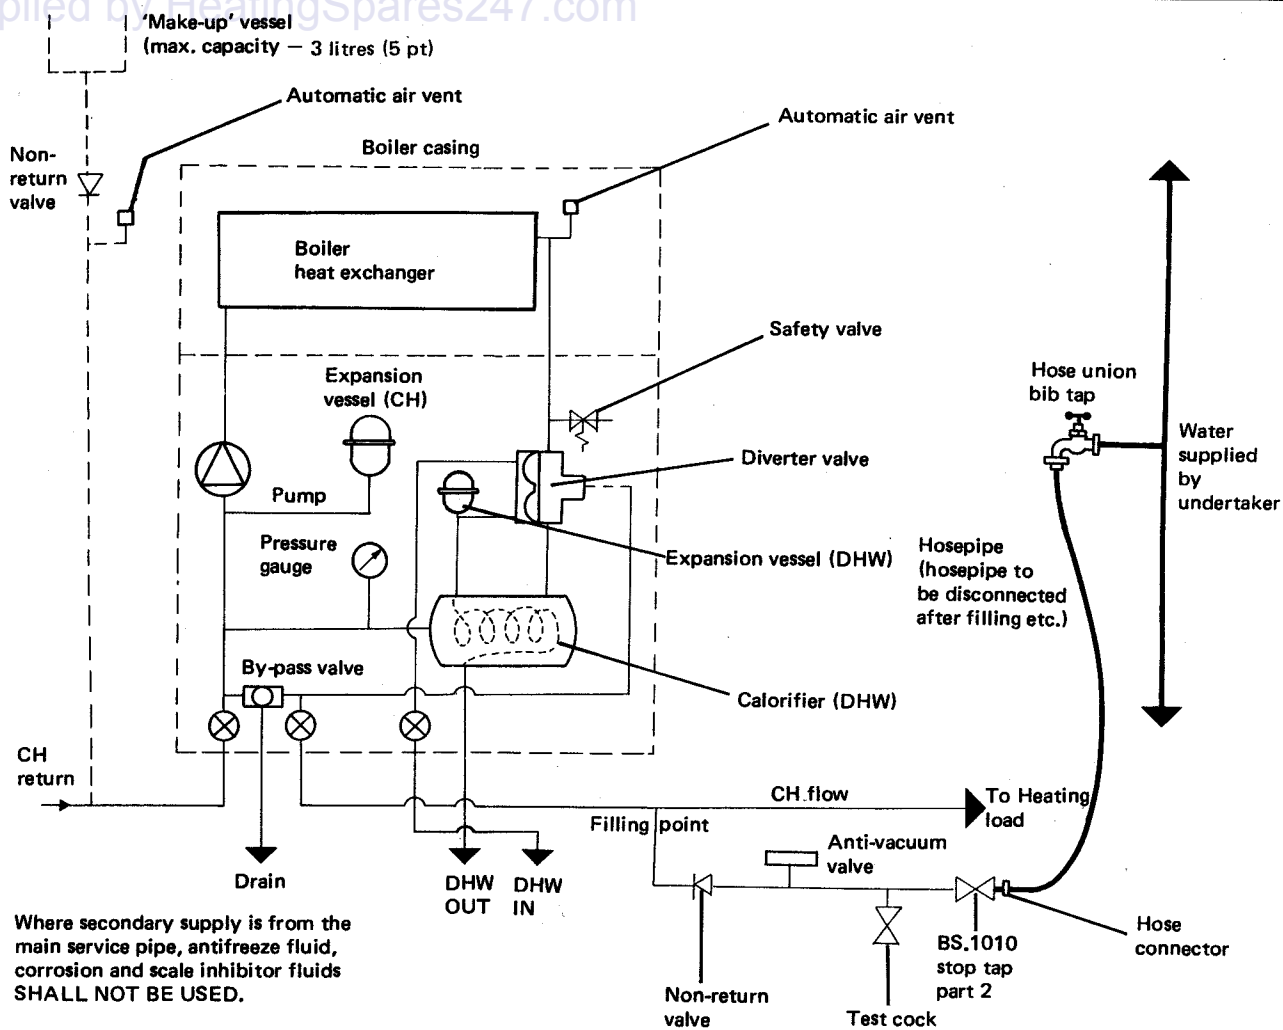 plied by HeatingSpares247.com
'Make-up' vessel
(max. capacity — 3 litres (5 pt)
Automatic air vent
Automatic air vent
Boiler casing
Non-
return
valve
Boiler
heat exchanger
Safety valve
Expansion
vessel (CH)
Hose union
bib tap
Water
supplied
by
undertaker
Diverter valve
Pump
Pressure
gauge
Expansion vessel (DHW)
Hosepipe
(hosepipe to
be disconnected
after filling etc.)
By-pass valve
Calorifier (DHW)
CH
return
CH flow
To Heating
load
Filling point
Anti-vacuum
valve
Drain
DHW
OUT
DHW
IN
Where secondary supply is from the
main service pipe, antifreeze fluid,
corrosion and scale inhibitor fluids
SHALL NOT BE USED.
BS.1010
stop tap
part 2
Hose
connector
Non-return
valve
Test cock